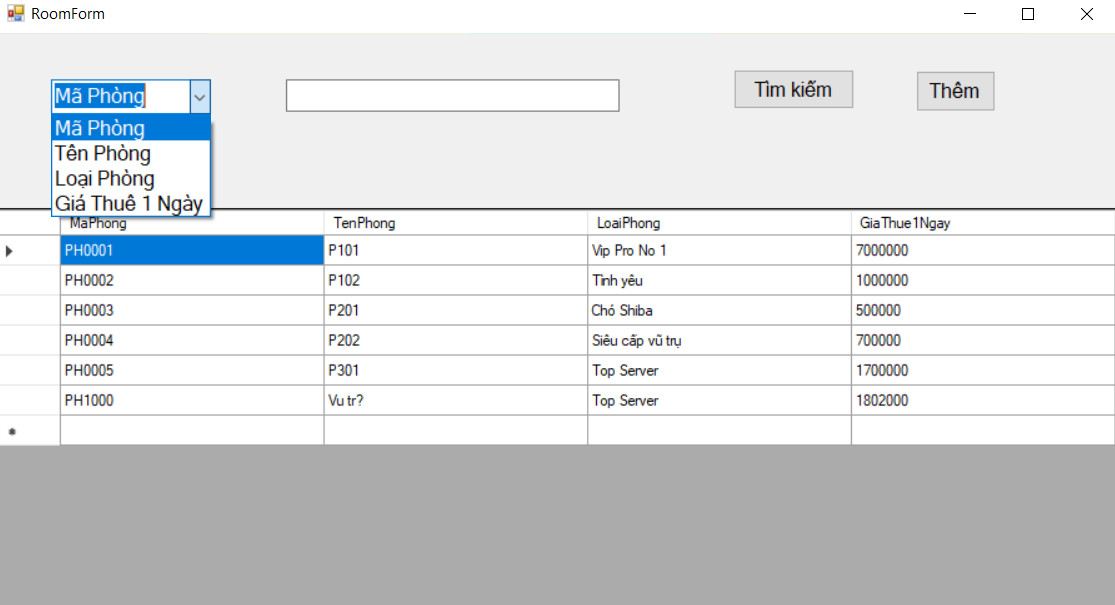 RoomForm
Mã Phòng
Tìm kiếm
Thêm
Mã Phòng
Tên Phòng
Loại Phòng
Giá Thuê 1 Ngày
MaPhong TenPhong LoaiPhong GiaThue1Ngay
PH0001 P101 Vip Pro No 1 7000000
PH0002 P102 Tình yêu 1000000
PH0003 P201 Chó Shiba 500000
PH0004 P202 Siêu cấp vũ trụ 700000
PH0005 P301 Top Server 1700000
PH1000 Vu tr? Top Server 1802000